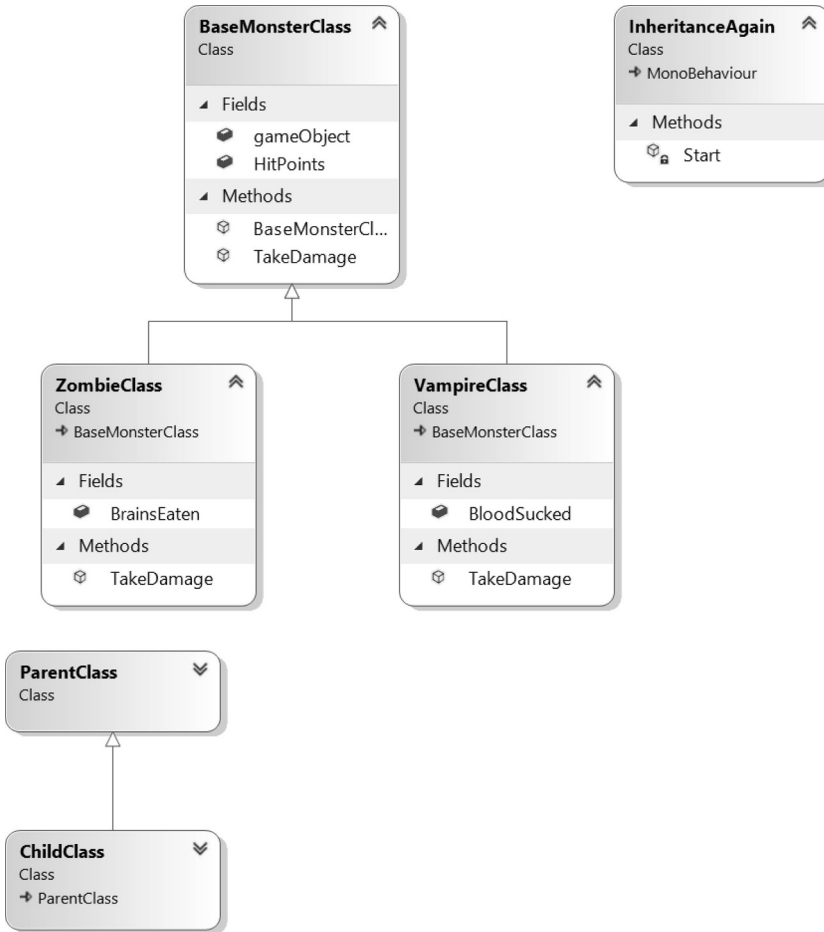 BaseMonsterClass
Class
Fields
gameObject
HitPoints
Methods
BaseMonsterCl...
TakeDamage
InheritanceAgain
Class
MonoBehaviour
Methods
Start
ZombieClass
Class
BaseMonsterClass
Fields
BrainsEaten
Methods
TakeDamage
VampireClass
Class
BaseMonsterClass
Fields
BloodSucked
Methods
TakeDamage
ParentClass
Class
ChildClass
Class
ParentClass